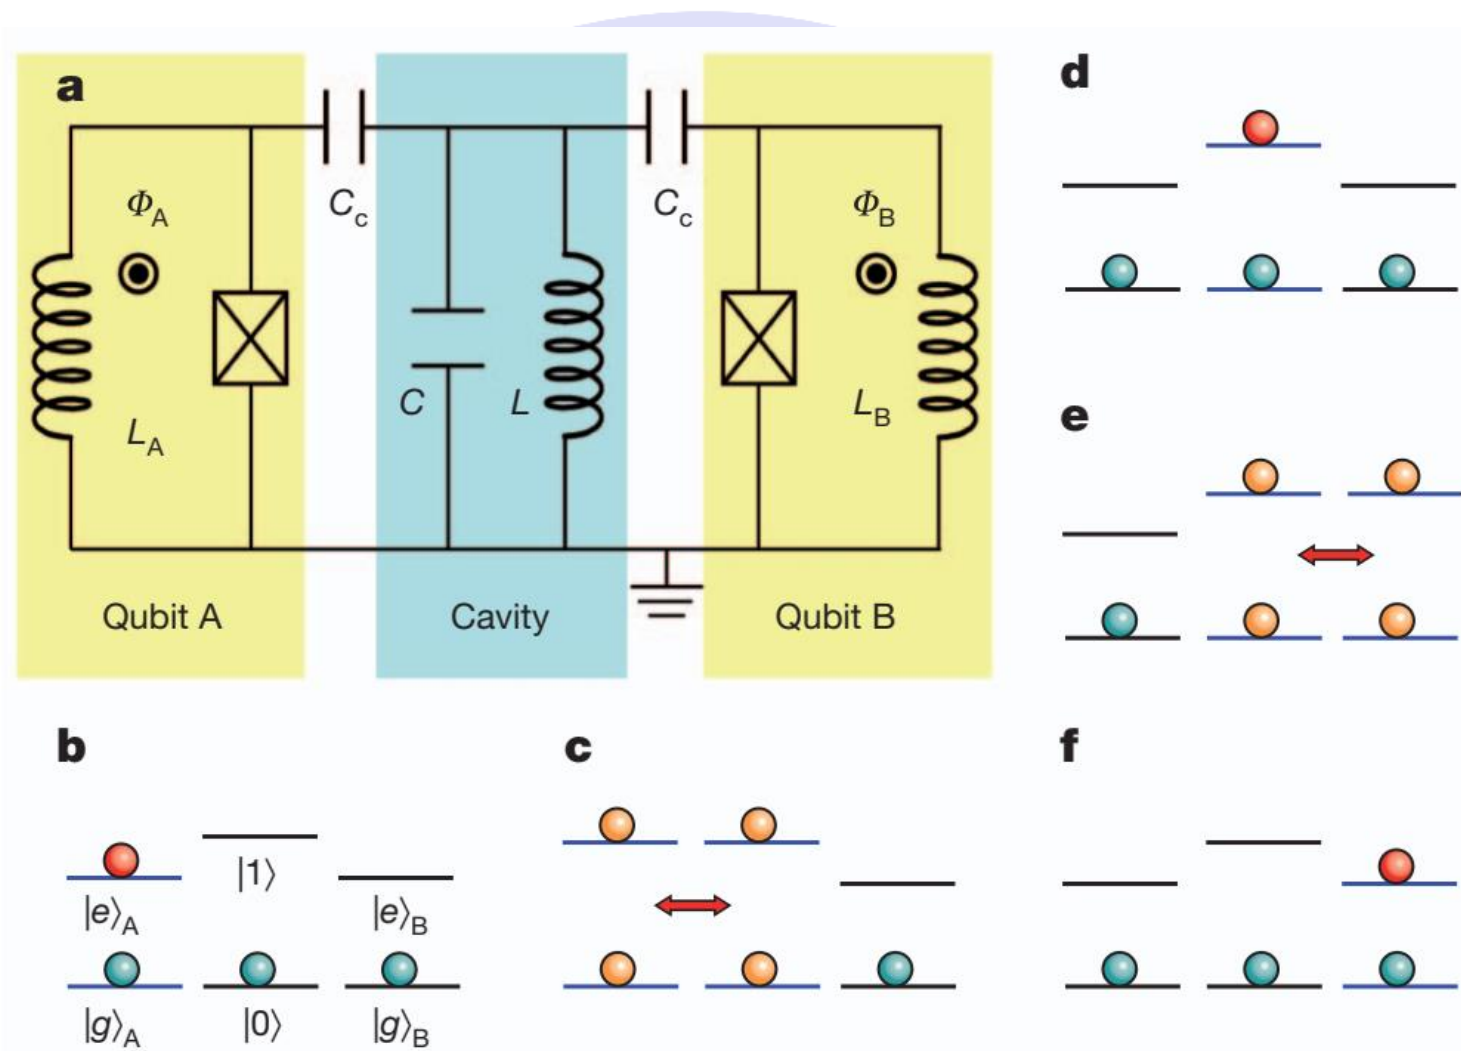 a
Φ_A
C_c
C_c
Φ_B
C
L
L_A
L_B
Qubit A
Cavity
Qubit B
b
|1⟩
|e⟩_A
|e⟩_B
|g⟩_A
|0⟩
|g⟩_B
c
d
e
f